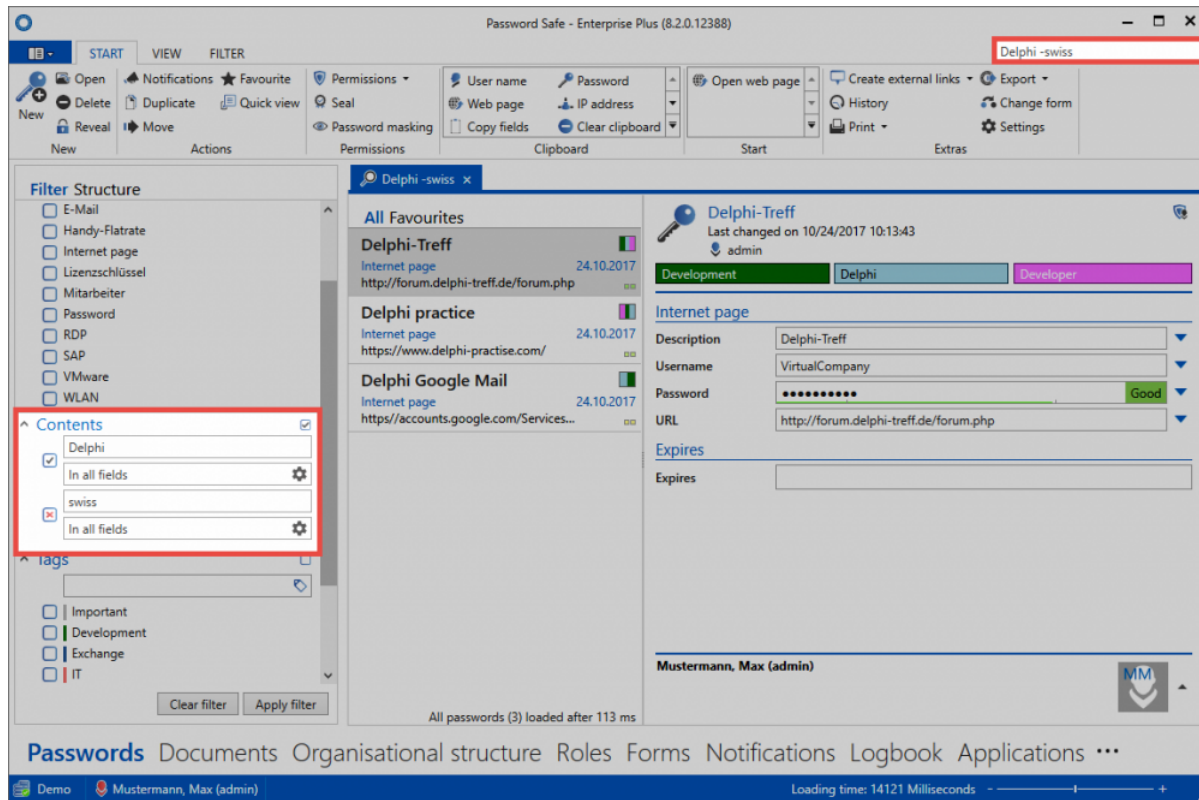 Password Safe - Enterprise Plus (8.2.0.12388)
START VIEW FILTER
Delphi -swiss
New
Open
Delete
Reveal
New
Notifications
Favourite
Duplicate
Quick view
Move
Actions
Permissions
Seal
Password masking
Permissions
User name
Password
Web page
IP address
Copy fields
Clear clipboard
Clipboard
Open web page
Start
Create external links
Export
History
Change form
Print
Settings
Extras
Filter Structure
E-Mail
Handy-Flatrate
Internet page
Lizenzschlüssel
Mitarbeiter
Password
RDP
SAP
VMware
WLAN
Contents
Delphi
In all fields
swiss
In all fields
Tags
Important
Development
Exchange
IT
Clear filter
Apply filter
Delphi -swiss
All Favourites
Delphi-Treff
Internet page 24.10.2017
http://forum.delphi-treff.de/forum.php
Delphi practice
Internet page 24.10.2017
https://www.delphi-practise.com/
Delphi Google Mail
Internet page 24.10.2017
https//accounts.google.com/Services...
All passwords (3) loaded after 113 ms
Delphi-Treff
Last changed on 10/24/2017 10:13:43
admin
Development Delphi Developer
Internet page
Description Delphi-Treff
Username VirtualCompany
Password •••••••••• Good
URL http://forum.delphi-treff.de/forum.php
Expires
Expires
Mustermann, Max (admin)
MM
Passwords Documents Organisational structure Roles Forms Notifications Logbook Applications •••
Demo Mustermann, Max (admin) Loading time: 14121 Milliseconds - +